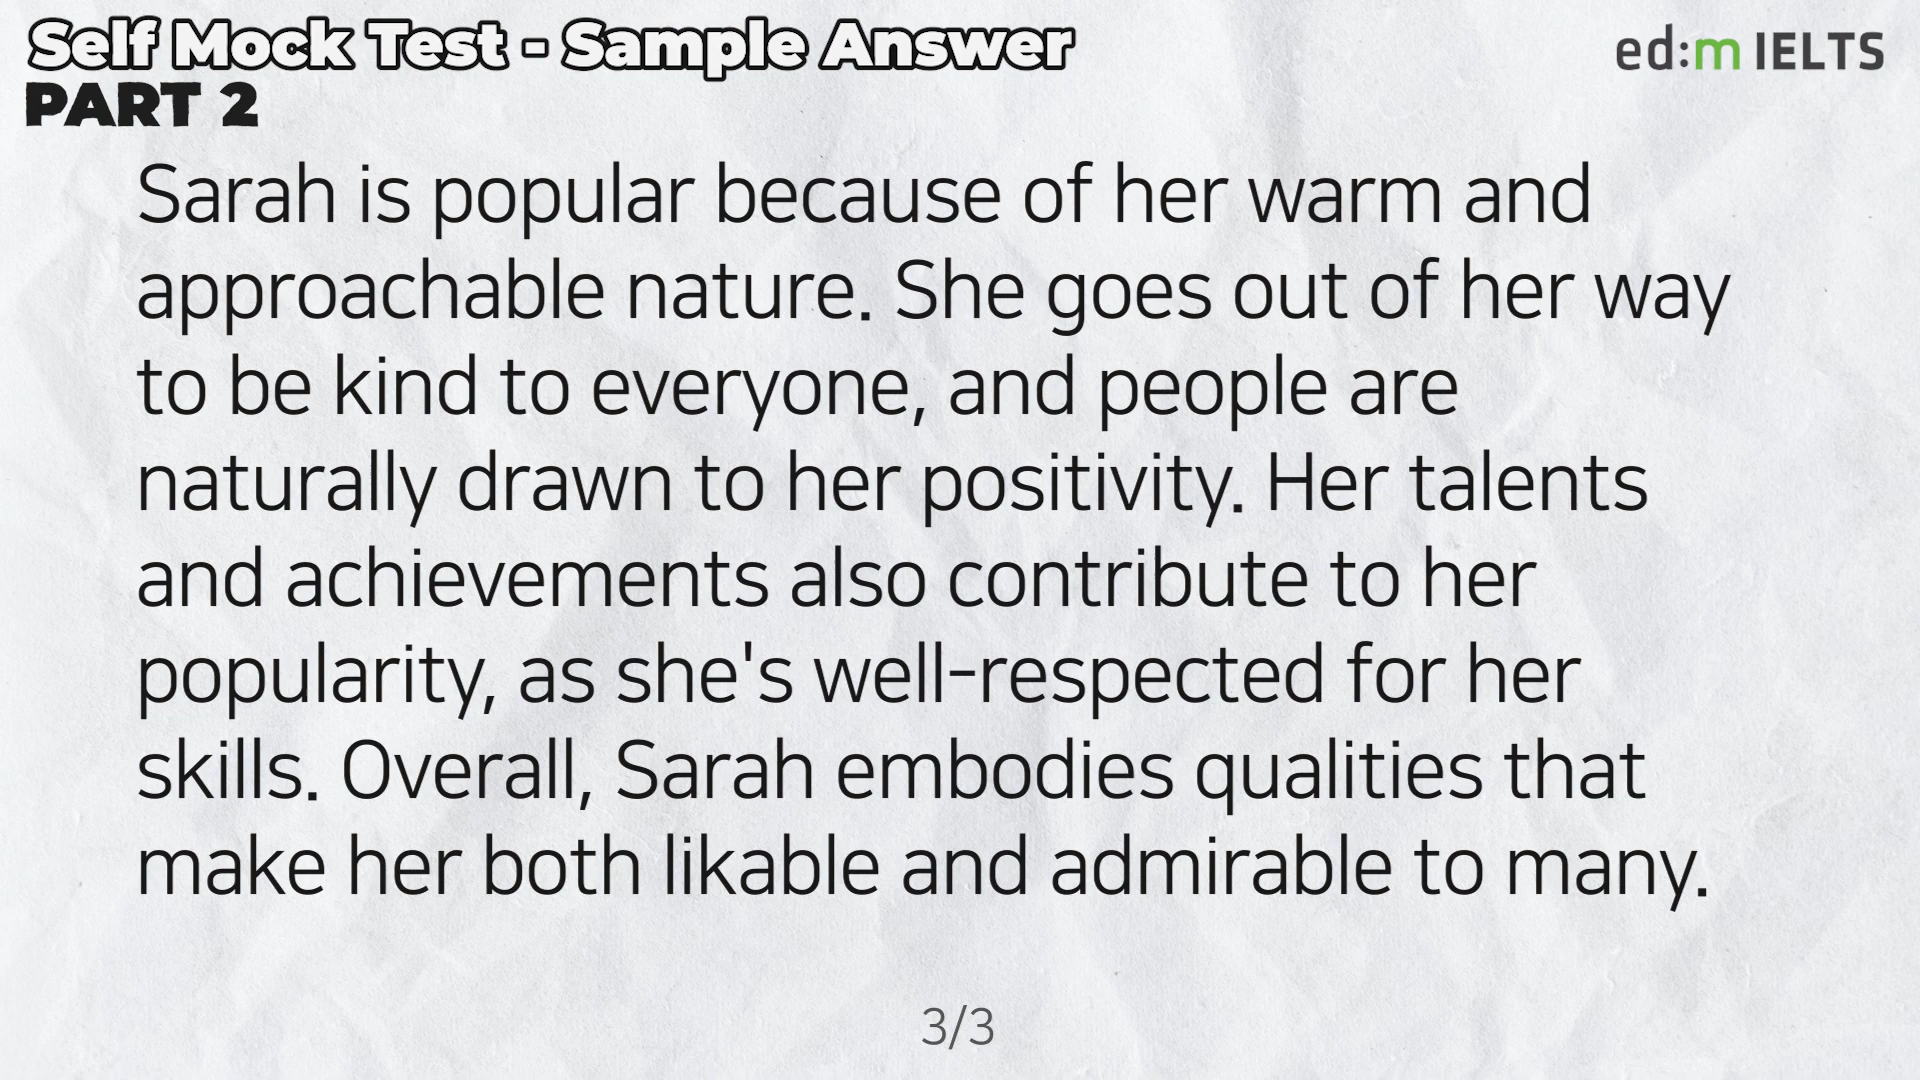 Self Mock Test - Sample Answer
ed:m IELTS
PART 2
Sarah is popular because of her warm and
approachable nature. She goes out of her way
to be kind to everyone, and people are
naturally drawn to her positivity. Her talents
and achievements also contribute to her
popularity, as she's well-respected for her
skills. Overall, Sarah embodies qualities that
make her both likable and admirable to many.
3/3